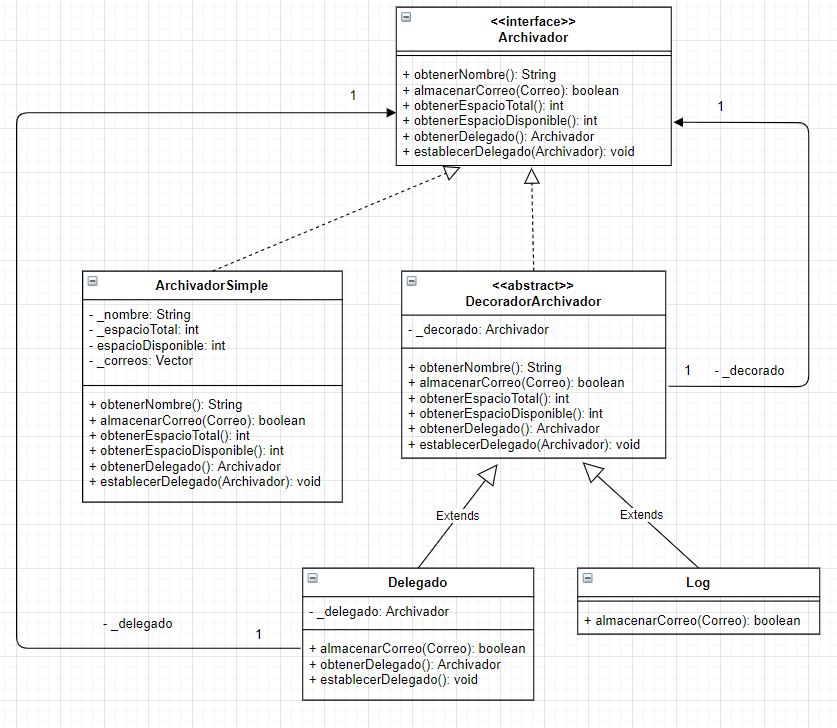 <<interface>>
Archivador
+ obtenerNombre(): String
+ almacenarCorreo(Correo): boolean
+ obtenerEspacioTotal(): int
+ obtenerEspacioDisponible(): int
+ obtenerDelegado(): Archivador
+ establecerDelegado(Archivador): void
1
1
ArchivadorSimple
- _nombre: String
- _espacioTotal: int
- espacioDisponible: int
- _correos: Vector
+ obtenerNombre(): String
+ almacenarCorreo(Correo): boolean
+ obtenerEspacioTotal(): int
+ obtenerEspacioDisponible(): int
+ obtenerDelegado(): Archivador
+ establecerDelegado(Archivador): void
<<abstract>>
DecoradorArchivador
- _decorado: Archivador
+ obtenerNombre(): String
+ almacenarCorreo(Correo): boolean
+ obtenerEspacioTotal(): int
+ obtenerEspacioDisponible(): int
+ obtenerDelegado(): Archivador
+ establecerDelegado(Archivador): void
1 - _decorado
Extends
Extends
Delegado
- _delegado: Archivador
+ almacenarCorreo(Correo): boolean
+ obtenerDelegado(): Archivador
+ establecerDelegado(): void
Log
+ almacenarCorreo(Correo): boolean
- _delegado
1